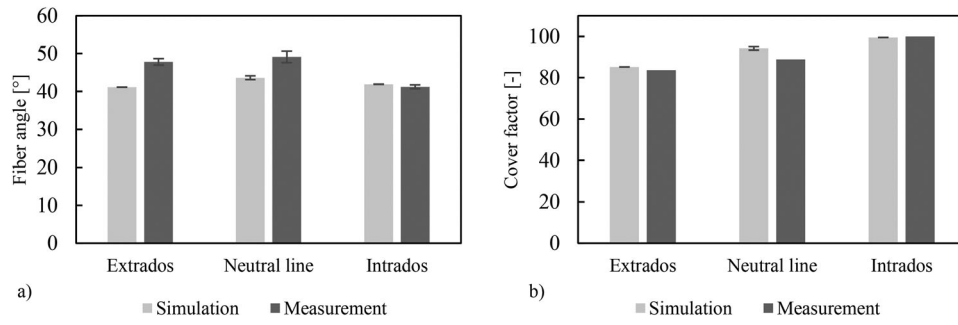 60
50
40
30
20
10
0
Fiber angle [°]
Extrados Neutral line Intrados
a)
Simulation Measurement
100
80
60
40
20
0
Cover factor [-]
Extrados Neutral line Intrados
b)
Simulation Measurement